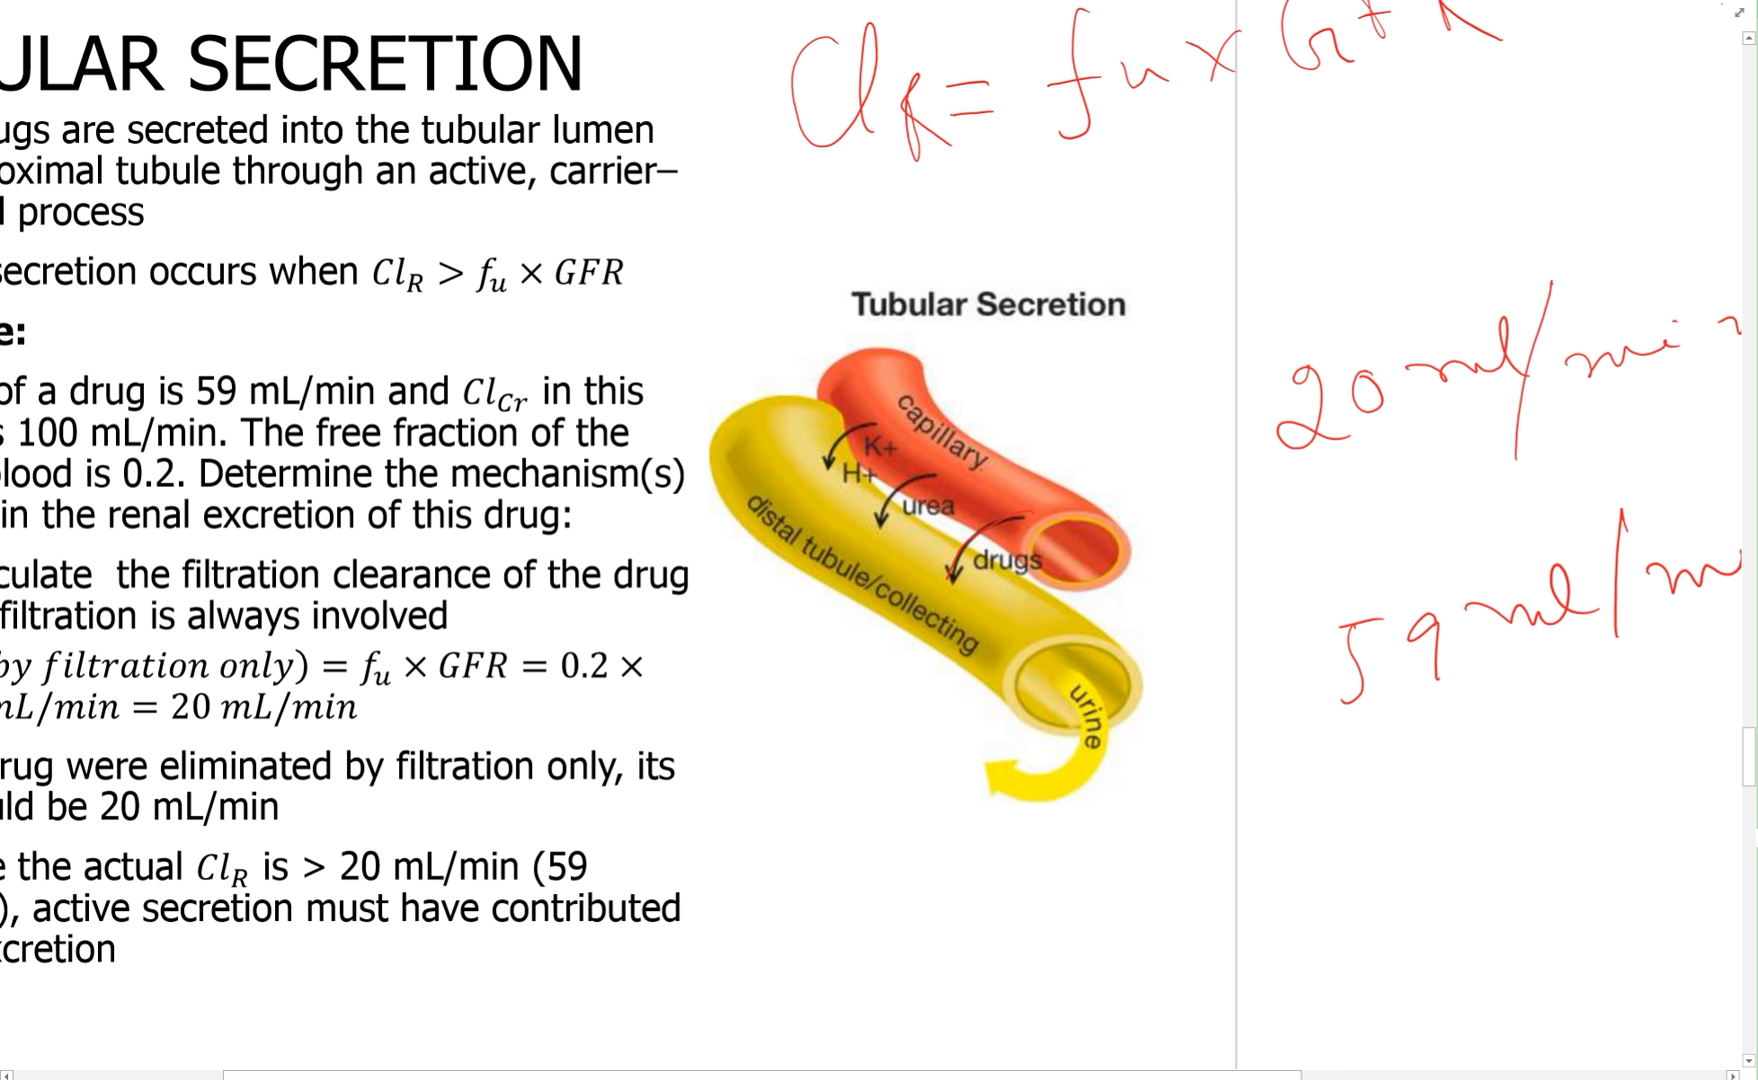 ULAR SECRETION
ugs are secreted into the tubular lumen
oximal tubule through an active, carrier–
l process
secretion occurs when Cl_R > f_u × GFR
e:
of a drug is 59 mL/min and Cl_Cr in this
s 100 mL/min. The free fraction of the
lood is 0.2. Determine the mechanism(s)
in the renal excretion of this drug:
culate the filtration clearance of the drug
filtration is always involved
by filtration only) = f_u × GFR = 0.2 ×
mL/min = 20 mL/min
rug were eliminated by filtration only, its
uld be 20 mL/min
e the actual Cl_R is > 20 mL/min (59
), active secretion must have contributed
xcretion
Cl_R = fu × GFR
Tubular Secretion
capillary
K+
H+
urea
drugs
distal tubule/collecting
urine
20 ml/min
59 ml/m